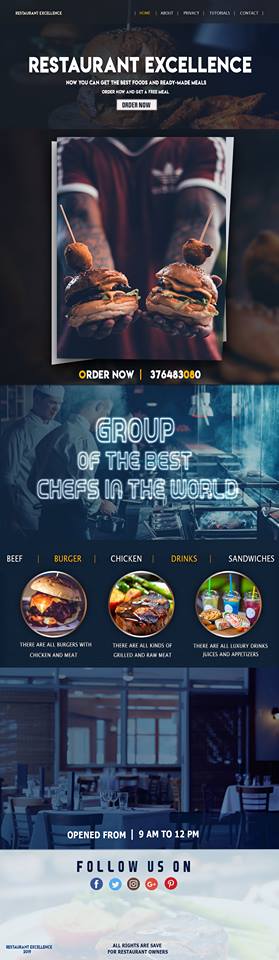 RESTAURANT EXCELLENCE
| HOME | ABOUT | PRIVACY | TUTORIALS | CONTACT |
RESTAURANT EXCELLENCE
NOW YOU CAN GET THE BEST FOODS AND READY-MADE MEALS
ORDER NOW AND GET A FREE MEAL
ORDER NOW
ORDER NOW | 376483080
GROUP
OF THE BEST
CHEFS IN THE WORLD
BEEF | BURGER | CHICKEN | DRINKS | SANDWICHES
THERE ARE ALL BURGERS WITH
CHICKEN AND MEAT
THERE ARE ALL KINDS OF
GRILLED AND RAW MEAT
THERE ARE ALL LUXURY DRINKS
JUICES AND APPETIZERS
OPENED FROM | 9 AM TO 12 PM
FOLLOW US ON
RESTAURANT EXCELLENCE
2019
ALL RIGHTS ARE SAVE
FOR RESTAURANT OWNERS